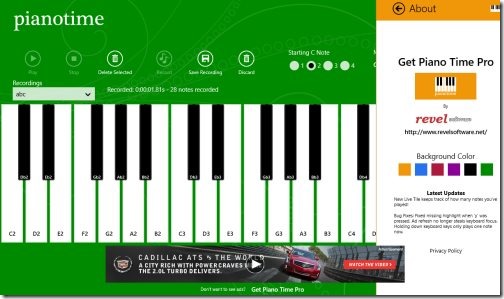 pianotime
Play
Stop
Delete Selected
Record
Save Recording
Discard
Starting C Note
1 2 3 4
Recordings
abc
Recorded: 0:00:01.81s - 28 notes recorded
Db2 Eb2 Gb2 Ab2 Bb2 Db3 Eb3 Gb3 Ab3 Bb3 Db4
C2 D2 E2 F2 G2 A2 B2 C3 D3 E3 F3 G3 A3 B3 C4 D4
Advertisement
CADILLAC ATS VS THE WORLD
A CITY RIG WITH POWER CRAVES
THE 2.0L TURBO DELIVERS.
WATCH THE VIDEO
Don't want to see ads? Get Piano Time Pro
About
Get Piano Time Pro
By
revel software
http://www.revelsoftware.net/
Background Color
Latest Updates
New Live Tile keeps track of how many notes you've
played!
Bug Fixes: Fixed missing highlight when 'y' was
pressed. Ad refresh no longer steals keyboard focus.
Holding down keyboard keys only plays one note
now.
Privacy Policy